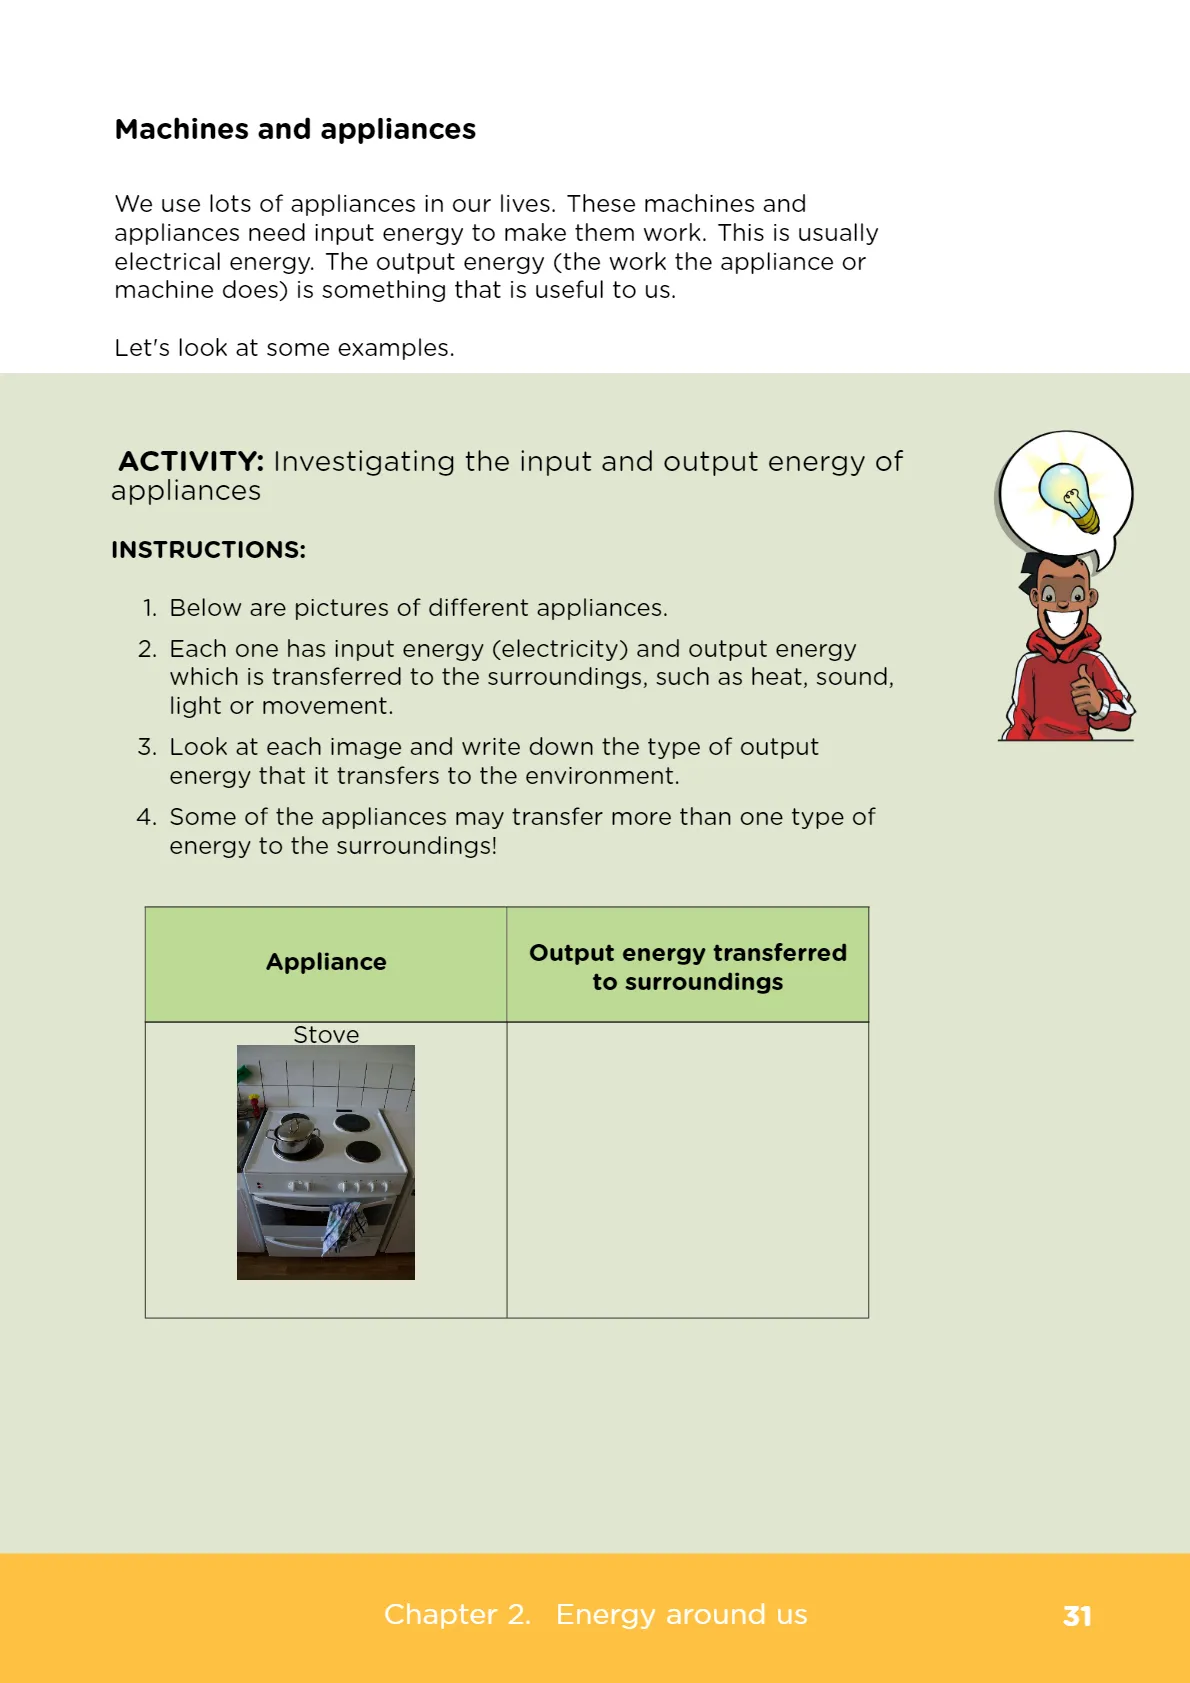 Machines and appliances
We use lots of appliances in our lives. These machines and
appliances need input energy to make them work. This is usually
electrical energy. The output energy (the work the appliance or
machine does) is something that is useful to us.
Let's look at some examples.
ACTIVITY: Investigating the input and output energy of
appliances
INSTRUCTIONS:
1. Below are pictures of different appliances.
2. Each one has input energy (electricity) and output energy
which is transferred to the surroundings, such as heat, sound,
light or movement.
3. Look at each image and write down the type of output
energy that it transfers to the environment.
4. Some of the appliances may transfer more than one type of
energy to the surroundings!
Appliance
Output energy transferred
to surroundings
Stove
Chapter 2. Energy around us
31